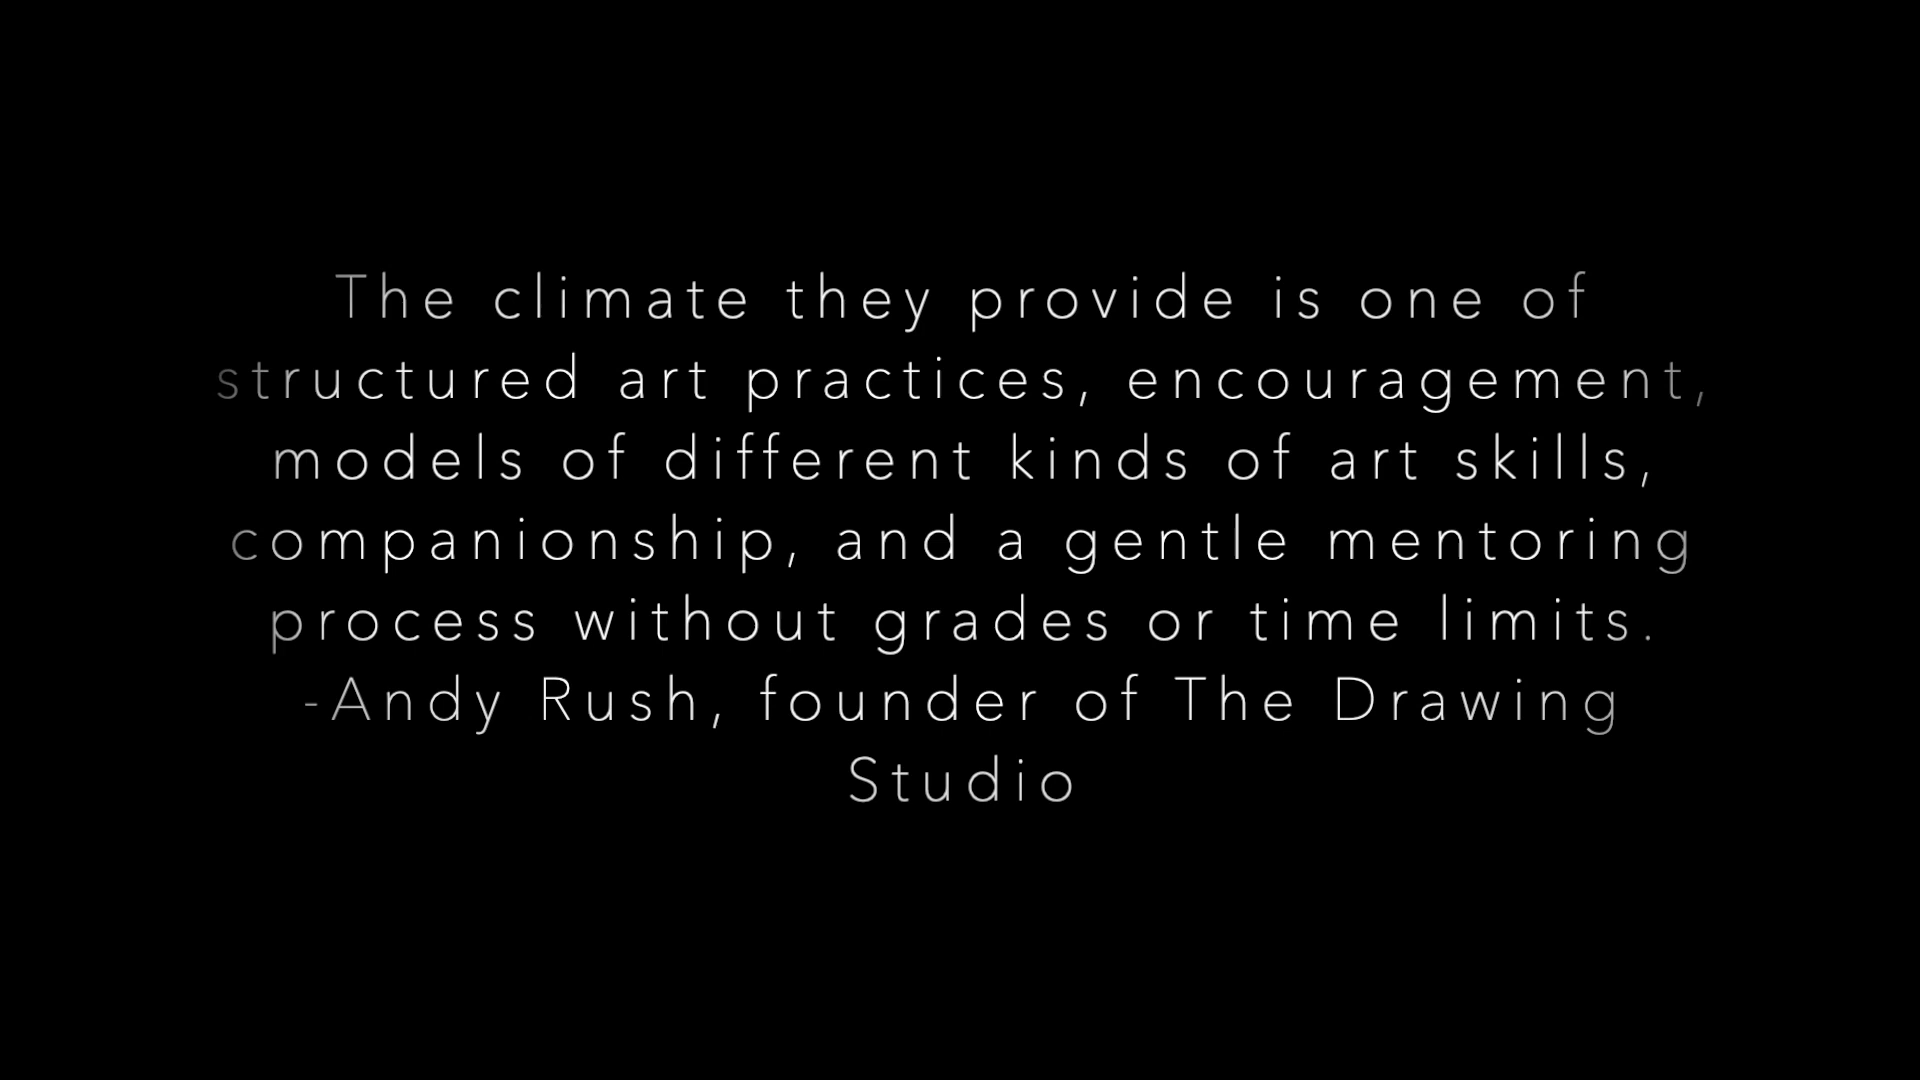 The climate they provide is one of
structured art practices, encouragement,
models of different kinds of art skills,
companionship, and a gentle mentoring
process without grades or time limits.
-Andy Rush, founder of The Drawing
Studio